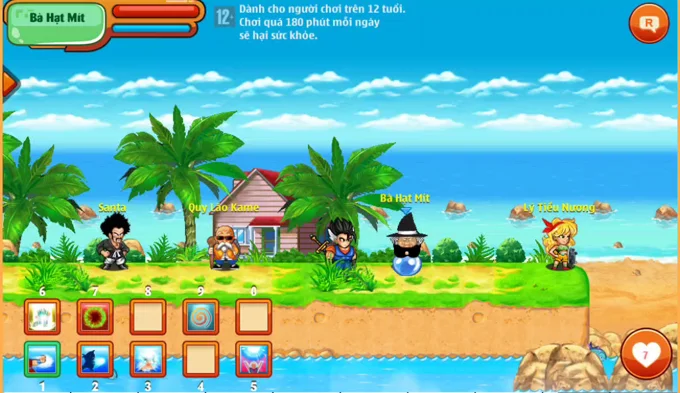 Bà Hạt Mít
12+
Dành cho người chơi trên 12 tuổi.
Chơi quá 180 phút mỗi ngày
sẽ hại sức khỏe.
R
Santa
Quy Lão Kame
Bà Hạt Mít
Lý Tiểu Nương
6 7 8 9 0
7
1 2 3 4 5